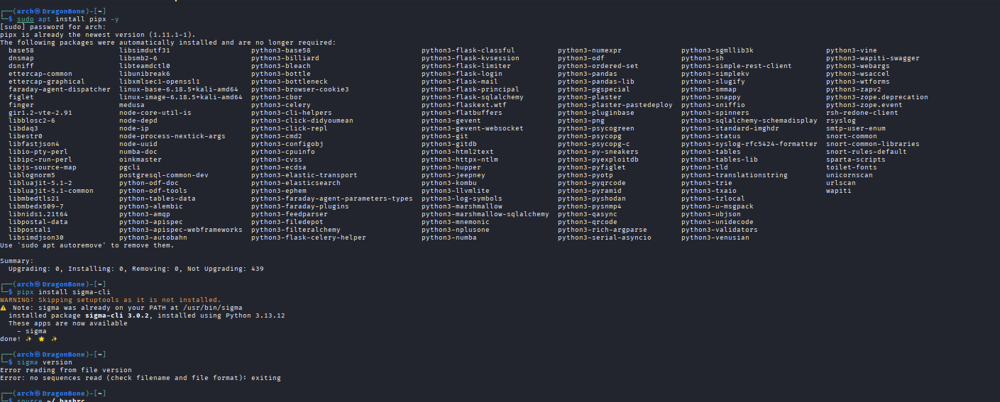 ┌──(arch㉿DragonBone)-[~]
└─$ sudo apt install pipx -y
[sudo] password for arch:
pipx is already the newest version (1.11.1-1).
The following packages were automatically installed and are no longer required:
base58 libsimdutf31 python3-base58 python3-flask-classful python3-numexpr python3-sgmllib3k python3-vine
dnsmap libsmb2-6 python3-billiard python3-flask-kvsession python3-odf python3-sh python3-wapiti-swagger
dsniff libteamdctl0 python3-bleach python3-flask-limiter python3-ordered-set python3-simple-rest-client python3-webargs
ettercap-common libunibreak6 python3-bottle python3-flask-login python3-pandas python3-simplekv python3-wsaccel
ettercap-graphical libxmlsec1-openssl1 python3-bottleneck python3-flask-mail python3-pandas-lib python3-slugify python3-wtforms
faraday-agent-dispatcher linux-base-6.18.5+kali-amd64 python3-browser-cookie3 python3-flask-principal python3-pgspecial python3-smmap python3-zapv2
figlet linux-image-6.18.5+kali-amd64 python3-cbor python3-flask-sqlalchemy python3-plaster python3-snappy python3-zope.deprecation
finger medusa python3-celery python3-flaskext.wtf python3-plaster-pastedeploy python3-sniffio python3-zope.event
gir1.2-vte-2.91 node-core-util-is python3-cli-helpers python3-flatbuffers python3-pluginbase python3-spinners rsh-redone-client
libblosc2-6 node-depd python3-click-didyoumean python3-gevent python3-png python3-sqlalchemy-schemadisplay rsyslog
libdaq3 node-ip python3-click-repl python3-gevent-websocket python3-psycogreen python3-standard-imghdr smtp-user-enum
libestr0 node-process-nextick-args python3-cmd2 python3-git python3-psycopg python3-status snort-common
libfastjson4 node-uuid python3-configobj python3-gitdb python3-psycopg-c python3-syslog-rfc5424-formatter snort-common-libraries
libio-pty-perl numba-doc python3-cpuinfo python3-html2text python3-py-sneakers python3-tables snort-rules-default
libipc-run-perl oinkmaster python3-cvss python3-httpx-ntlm python3-pyexploitdb python3-tables-lib sparta-scripts
libjs-source-map pgcli python3-ecdsa python3-hupper python3-pyfiglet python3-tld toilet-fonts
liblognorm5 postgresql-common-dev python3-elastic-transport python3-jeepney python3-pyotp python3-translationstring unicornscan
libluajit-5.1-2 python-odf-doc python3-elasticsearch python3-kombu python3-pyqrcode python3-trie urlscan
libluajit-5.1-common python-odf-tools python3-ephem python3-llvmlite python3-pyramid python3-txaio wapiti
libmbedtls21 python-tables-data python3-faraday-agent-parameters-types python3-log-symbols python3-pyshodan python3-tzlocal
libmbedx509-7 python3-alembic python3-faraday-plugins python3-marshmallow python3-pysnmp4 python3-u-msgpack
libnids1.21t64 python3-amqp python3-feedparser python3-marshmallow-sqlalchemy python3-qasync python3-ubjson
libpostal-data python3-apispec python3-filedepot python3-mnemonic python3-qrcode python3-unidecode
libpostal1 python3-apispec-webframeworks python3-filteralchemy python3-nplusone python3-rich-argparse python3-validators
libsimdjson30 python3-autobahn python3-flask-celery-helper python3-numba python3-serial-asyncio python3-venusian
Use 'sudo apt autoremove' to remove them.
Summary:
Upgrading: 0, Installing: 0, Removing: 0, Not Upgrading: 439
┌──(arch㉿DragonBone)-[~]
└─$ pipx install sigma-cli
WARNING: Skipping setuptools as it is not installed.
⚠️ Note: sigma was already on your PATH at /usr/bin/sigma
installed package sigma-cli 3.0.2, installed using Python 3.13.12
These apps are now available
- sigma
done! ✨ 🌟 ✨
┌──(arch㉿DragonBone)-[~]
└─$ sigma version
Error reading from file version
Error: no sequences read (check filename and file format): exiting
┌──(arch㉿DragonBone)-[~]
└─$ source ~/.bashrc